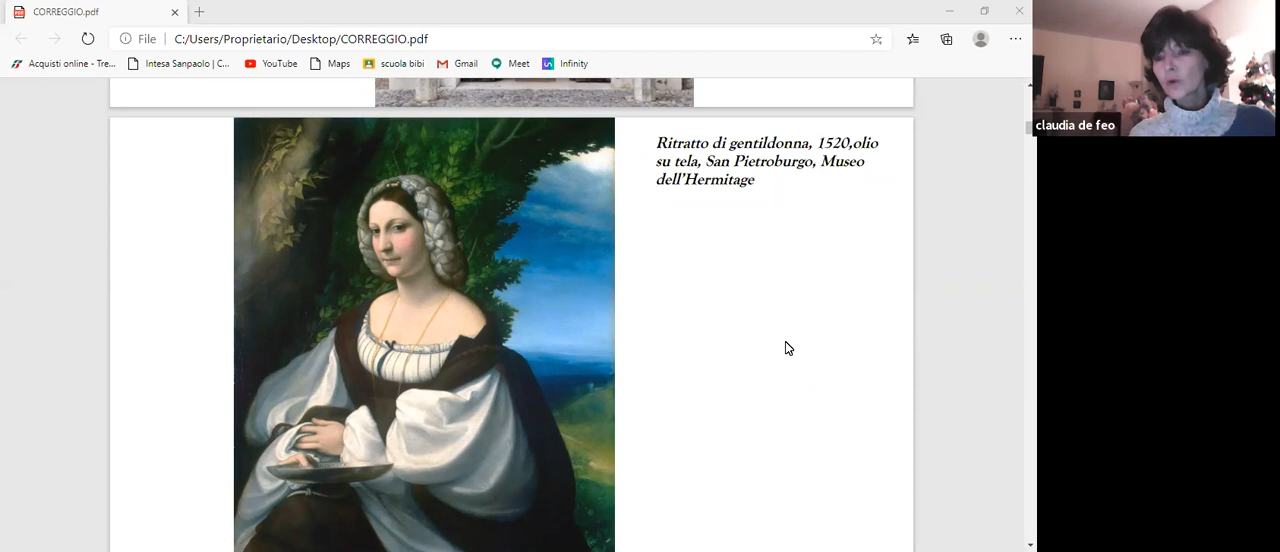 CORREGGIO.pdf
File C:/Users/Proprietario/Desktop/CORREGGIO.pdf
Acquisti online - Tre... Intesa Sanpaolo | C... YouTube Maps scuola bibi Gmail Meet Infinity
claudia de feo
Ritratto di gentildonna, 1520,olio
su tela, San Pietroburgo, Museo
dell'Hermitage